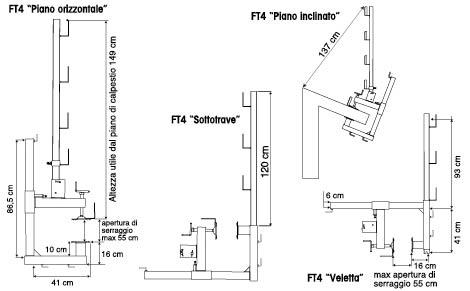 FT4 "Piano orizzontale"
Altezza utile dal piano di calpestio 149 cm
86,5 cm
apertura di
serraggio
max 55 cm
10 cm
16 cm
41 cm
FT4 "Sottotrave"
120 cm
FT4 "Piano inclinato"
137 cm
6 cm
93 cm
41 cm
16 cm
max apertura di
serraggio 55 cm
FT4 "Veletta"